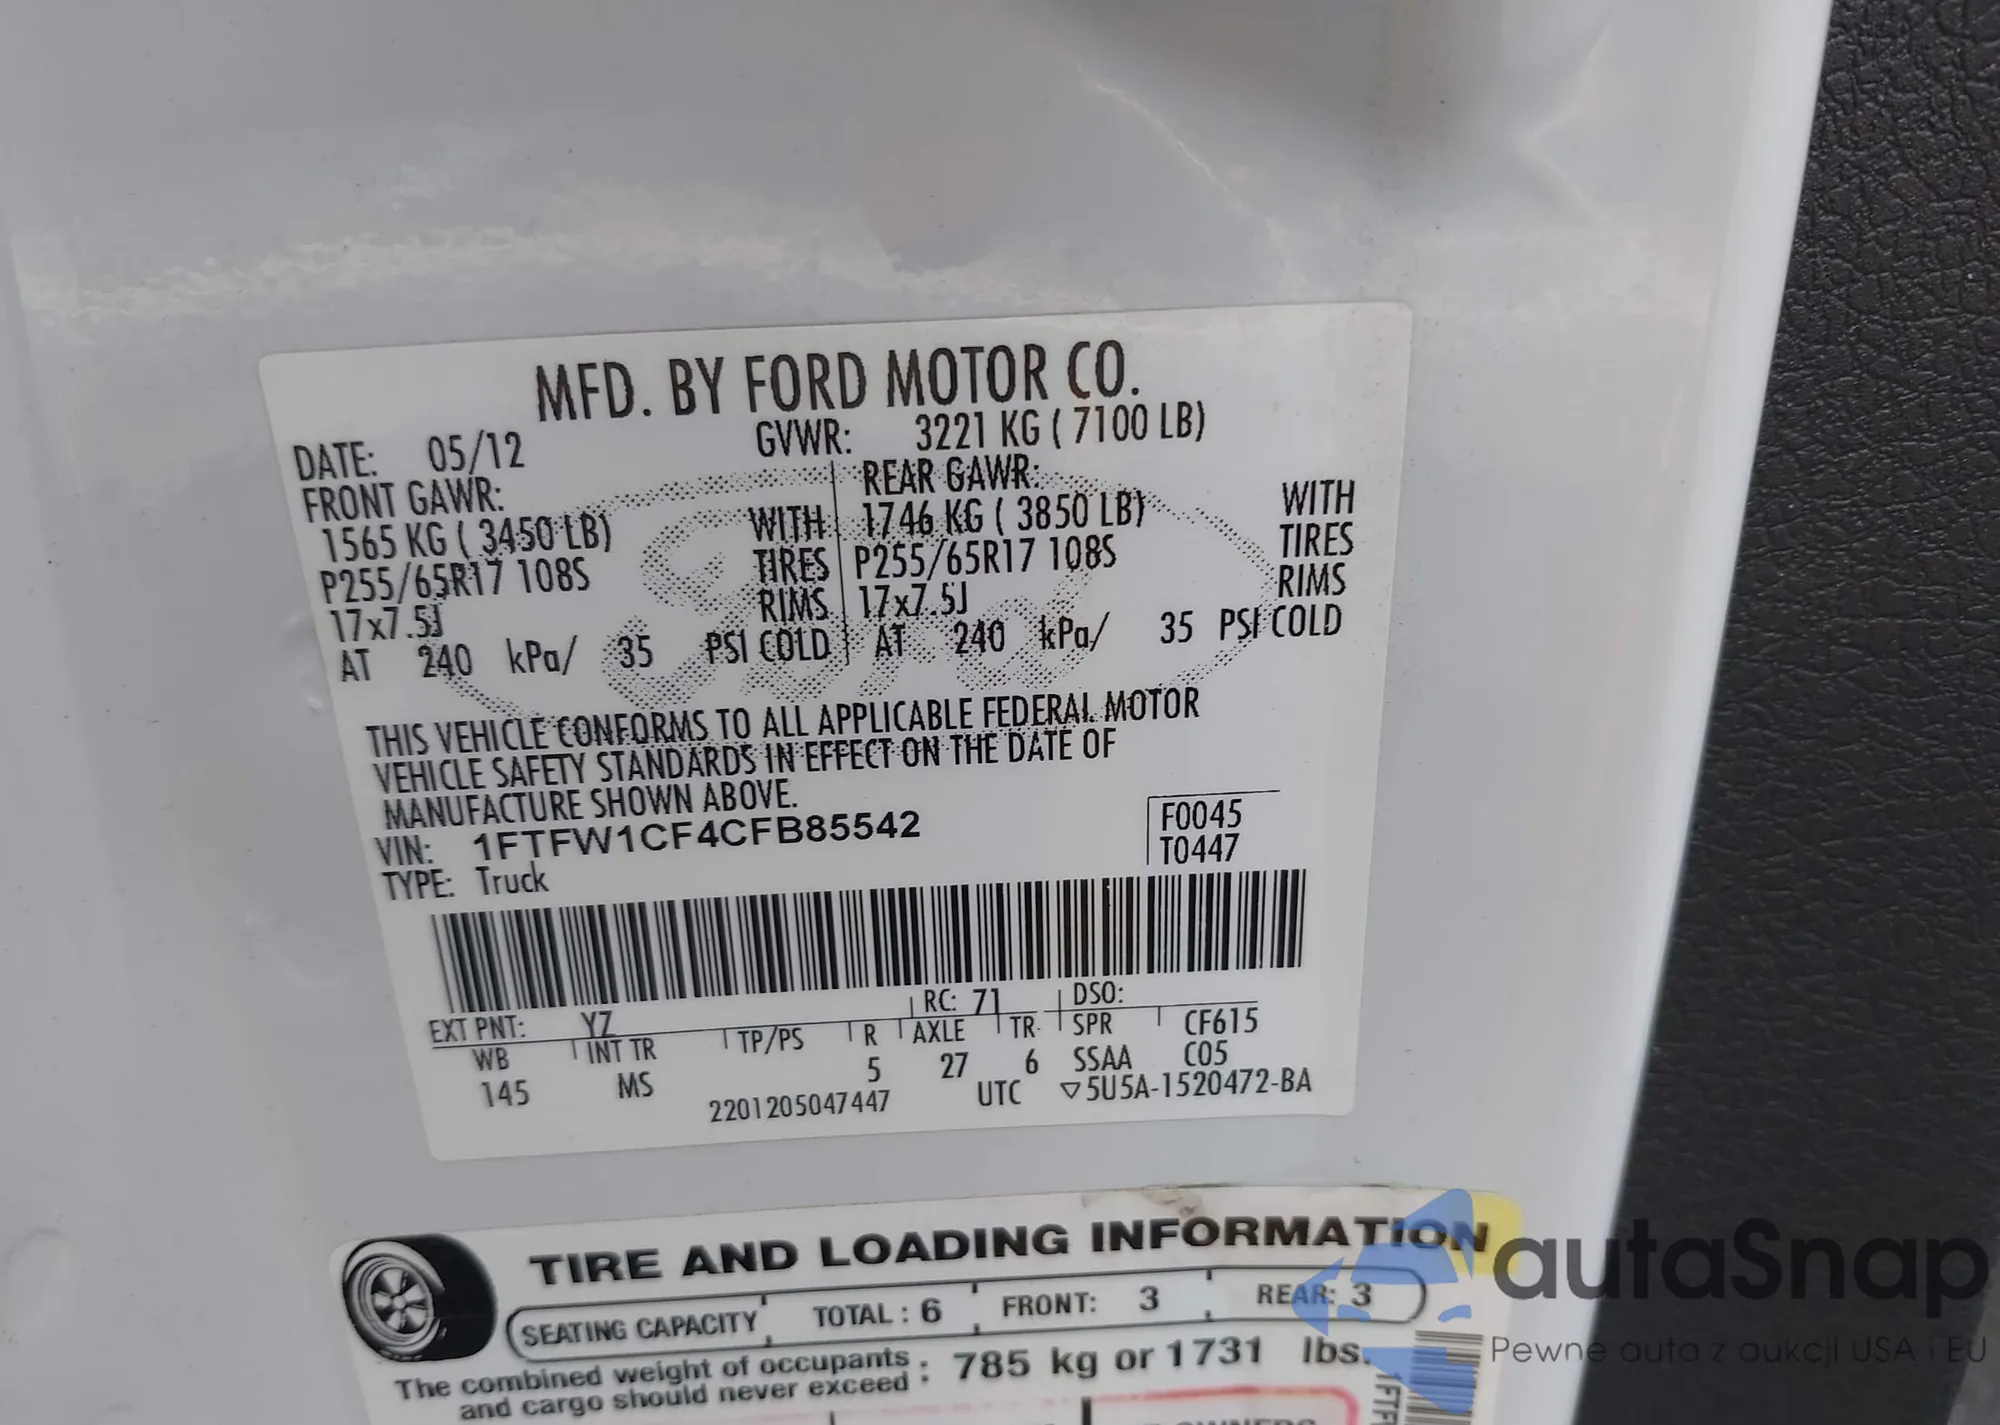 MFD. BY FORD MOTOR CO.
DATE: 05/12 GVWR: 3221 KG ( 7100 LB)
FRONT GAWR: REAR GAWR:
1565 KG ( 3450 LB) WITH 1746 KG ( 3850 LB) WITH
P255/65R17 108S TIRES P255/65R17 108S TIRES
17x7.5J RIMS 17x7.5J RIMS
AT 240 kPa/ 35 PSI COLD AT 240 kPa/ 35 PSI COLD
THIS VEHICLE CONFORMS TO ALL APPLICABLE FEDERAL MOTOR
VEHICLE SAFETY STANDARDS IN EFFECT ON THE DATE OF
MANUFACTURE SHOWN ABOVE.
VIN: 1FTFW1CF4CFB85542 F0045
TYPE: Truck T0447
EXT PNT: YZ RC: 71 DSO:
WB INT TR TP/PS R AXLE TR SPR CF615
145 MS 5 27 6 SSAA C05
2201205047447 UTC ▽5U5A-1520472-BA
TIRE AND LOADING INFORMATION
SEATING CAPACITY TOTAL : 6 FRONT: 3 REAR: 3
The combined weight of occupants
and cargo should never exceed : 785 kg or 1731 lbs.
autaSnap
Pewne auta z aukcji USA i EU